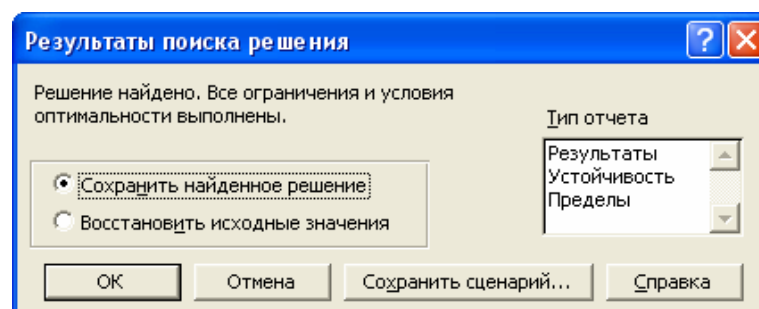 Результаты поиска решения
Решение найдено. Все ограничения и условия
оптимальности выполнены.
Тип отчета
Результаты
Устойчивость
Пределы
Сохранить найденное решение
Восстановить исходные значения
ОК
Отмена
Сохранить сценарий...
Справка